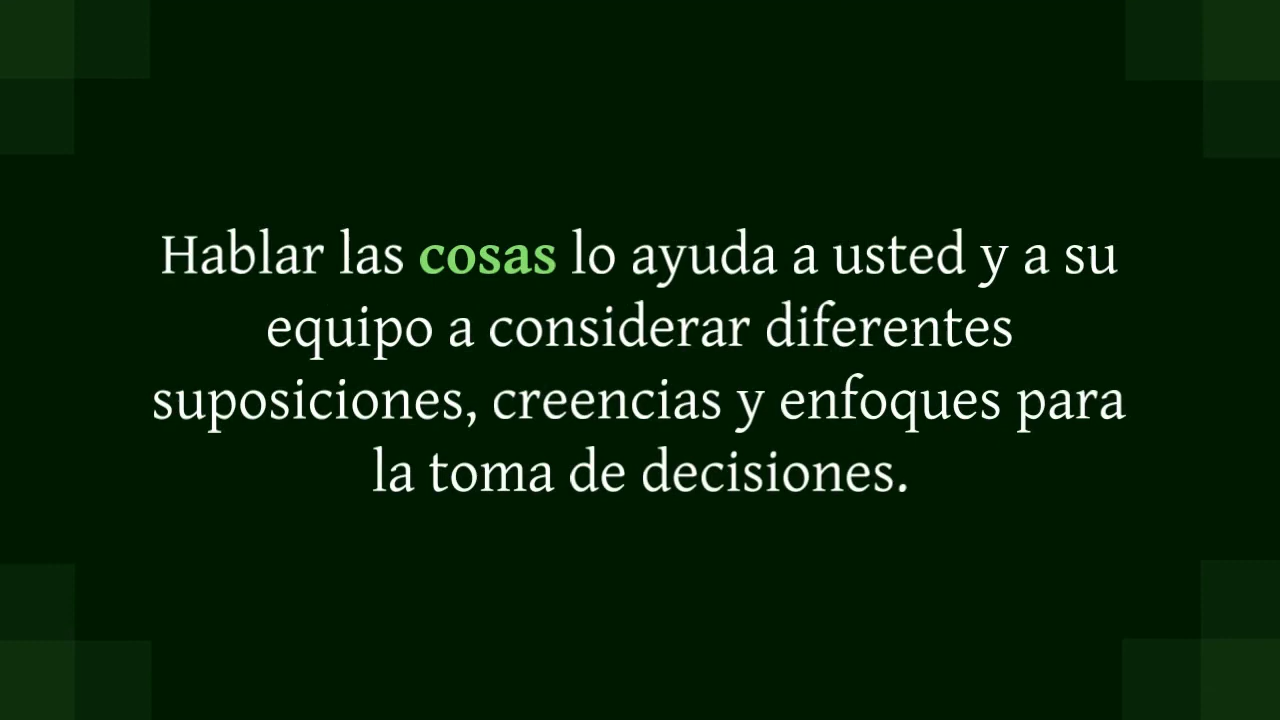 Hablar las cosas lo ayuda a usted y a su
equipo a considerar diferentes
suposiciones, creencias y enfoques para
la toma de decisiones.